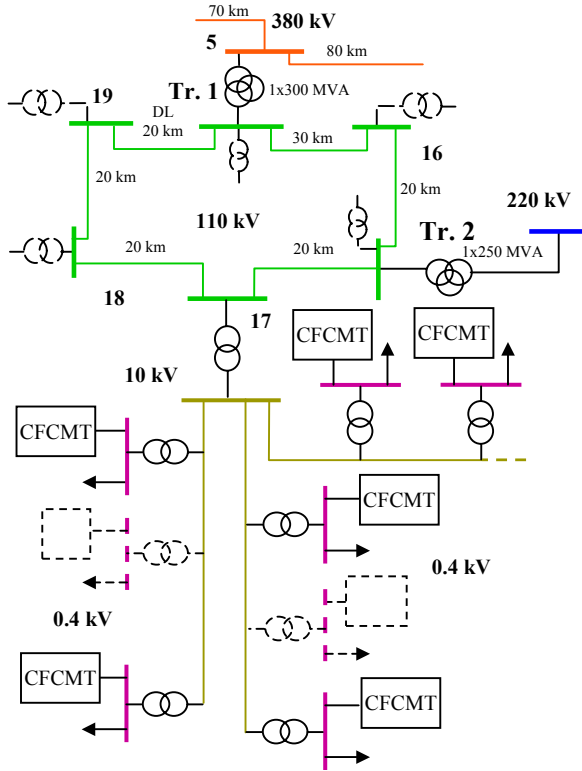 70 km
380 kV
5
80 km
Tr. 1
1x300 MVA
19
DL
20 km
30 km
16
20 km
20 km
110 kV
220 kV
Tr. 2
1x250 MVA
20 km
20 km
18
17
CFCMT
CFCMT
10 kV
CFCMT
CFCMT
0.4 kV
0.4 kV
CFCMT
CFCMT